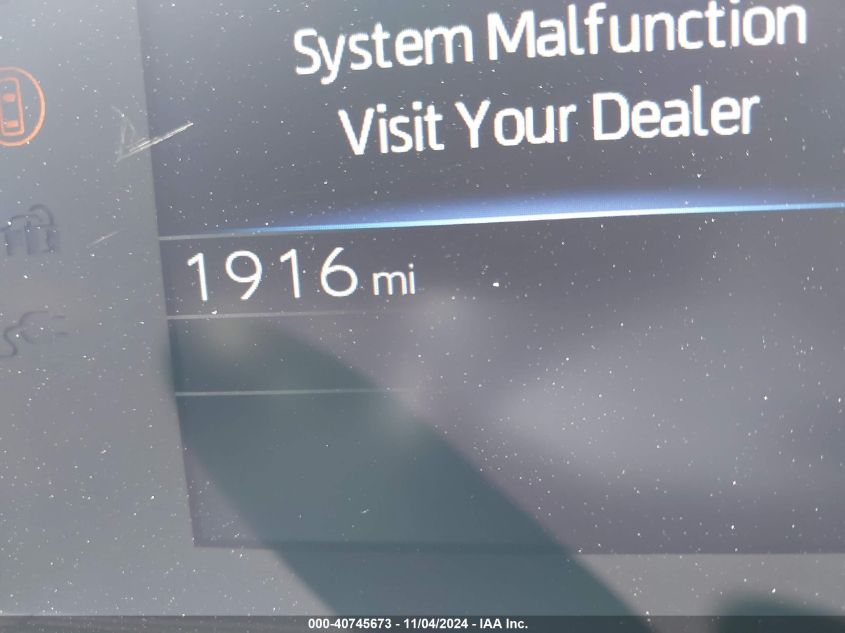 System Malfunction
Visit Your Dealer
1916 mi
000-40745673 - 11/04/2024 - IAA Inc.